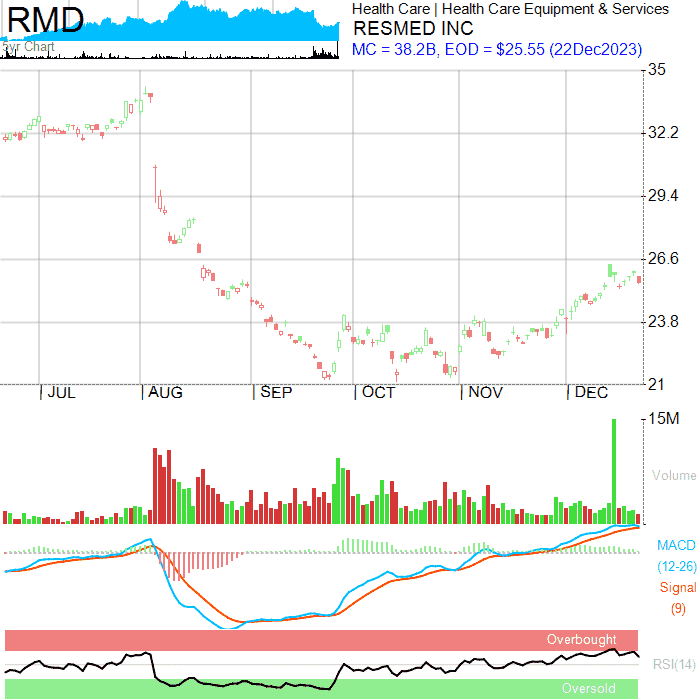 RMD
5yr Chart
Health Care | Health Care Equipment & Services
RESMED INC
MC = 38.2B, EOD = $25.55 (22Dec2023)
35
32.2
29.4
26.6
23.8
21
JUL
AUG
SEP
OCT
NOV
DEC
15M
Volume
MACD
(12-26)
Signal
(9)
Overbought
RSI(14)
Oversold